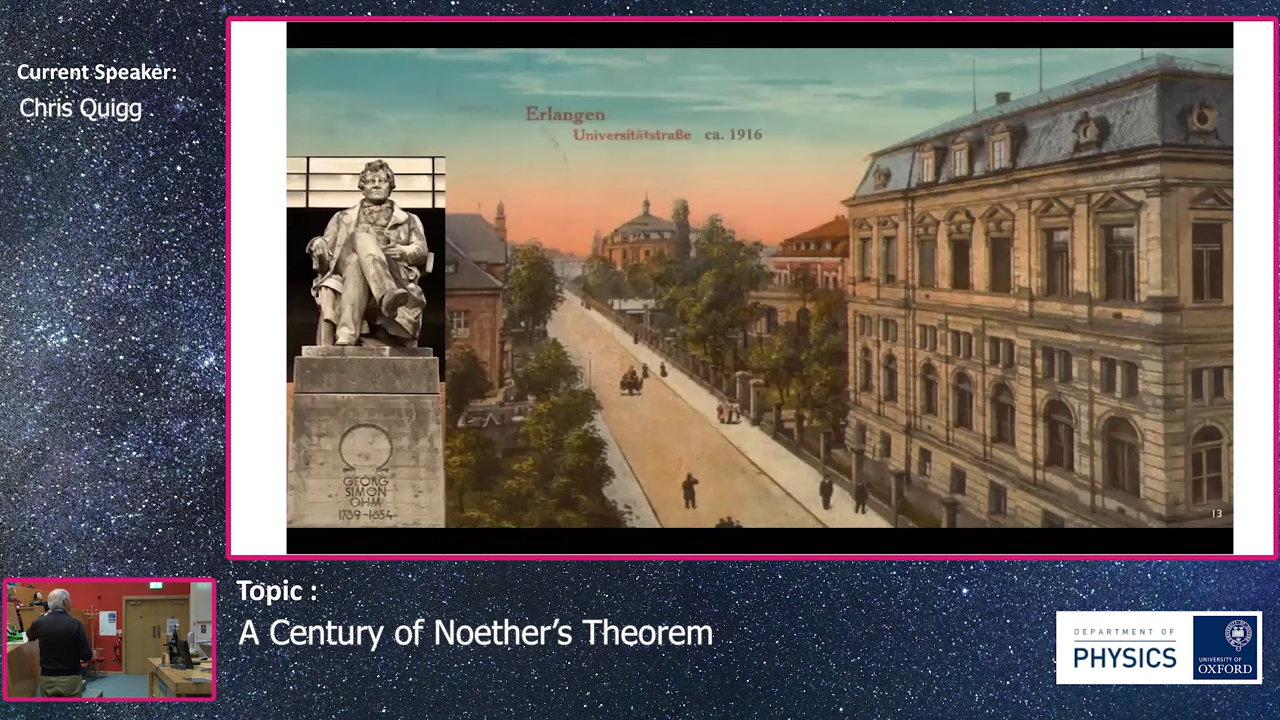 Current Speaker:
Chris Quigg
Erlangen
Universitätstraße ca. 1916
GEORG
SIMON
OHM
1789-1854
13
Topic :
A Century of Noether’s Theorem
DEPARTMENT OF
PHYSICS
UNIVERSITY OF
OXFORD